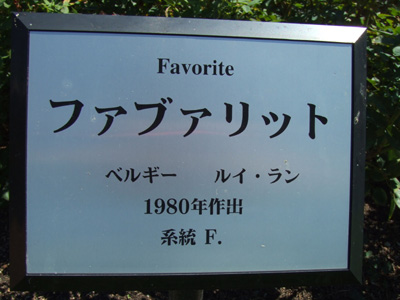 Favorite
ファブァリット
ベルギー　ルイ・ラン
1980年作出
系統 F.